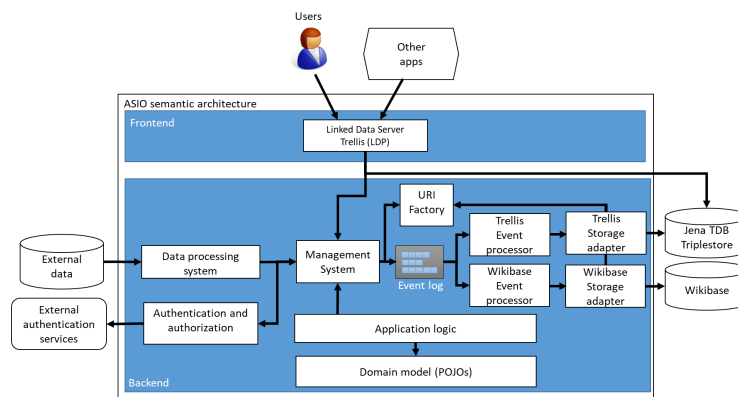 Users
Other
apps
ASIO semantic architecture
Frontend
Linked Data Server
Trellis (LDP)
URI
Factory
Trellis
Event
processor
Trellis
Storage
adapter
Jena TDB
Triplestore
External
data
Data processing
system
Management
System
Event log
Wikibase
Event
processor
Wikibase
Storage
adapter
Wikibase
External
authentication
services
Authentication and
authorization
Application logic
Domain model (POJOs)
Backend